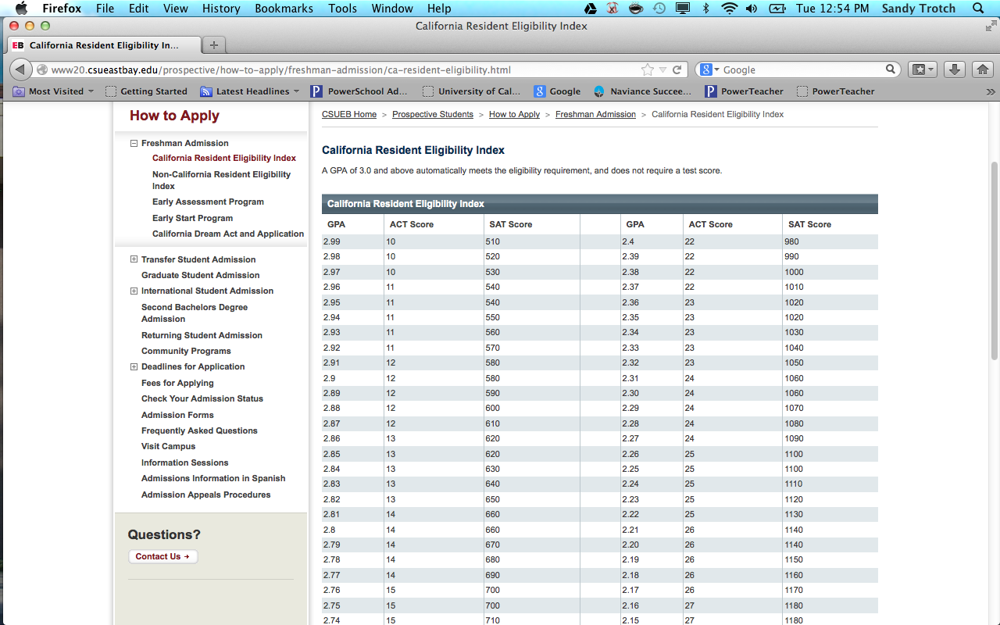 Firefox File Edit View History Bookmarks Tools Window Help Tue 12:54 PM Sandy Trotch
California Resident Eligibility Index
EB California Resident Eligibility In...
www20.csueastbay.edu/prospective/how-to-apply/freshman-admission/ca-resident-eligibility.html Google
Most Visited Getting Started Latest Headlines PowerSchool Ad... University of Cal... Google Naviance Succee... PowerTeacher PowerTeacher
How to Apply
Freshman Admission
California Resident Eligibility Index
Non-California Resident Eligibility
Index
Early Assessment Program
Early Start Program
California Dream Act and Application
Transfer Student Admission
Graduate Student Admission
International Student Admission
Second Bachelors Degree
Admission
Returning Student Admission
Community Programs
Deadlines for Application
Fees for Applying
Check Your Admission Status
Admission Forms
Frequently Asked Questions
Visit Campus
Information Sessions
Admissions Information in Spanish
Admission Appeals Procedures
Questions?
Contact Us →
CSUEB Home > Prospective Students > How to Apply > Freshman Admission > California Resident Eligibility Index
California Resident Eligibility Index
A GPA of 3.0 and above automatically meets the eligibility requirement, and does not require a test score.
California Resident Eligibility Index
GPA ACT Score SAT Score GPA ACT Score SAT Score
2.99 10 510 2.4 22 980
2.98 10 520 2.39 22 990
2.97 10 530 2.38 22 1000
2.96 11 540 2.37 22 1010
2.95 11 540 2.36 23 1020
2.94 11 550 2.35 23 1020
2.93 11 560 2.34 23 1030
2.92 11 570 2.33 23 1040
2.91 12 580 2.32 23 1050
2.9 12 580 2.31 24 1060
2.89 12 590 2.30 24 1060
2.88 12 600 2.29 24 1070
2.87 12 610 2.28 24 1080
2.86 13 620 2.27 24 1090
2.85 13 620 2.26 25 1100
2.84 13 630 2.25 25 1100
2.83 13 640 2.24 25 1110
2.82 13 650 2.23 25 1120
2.81 14 660 2.22 25 1130
2.8 14 660 2.21 26 1140
2.79 14 670 2.20 26 1140
2.78 14 680 2.19 26 1150
2.77 14 690 2.18 26 1160
2.76 15 700 2.17 26 1170
2.75 15 700 2.16 27 1180
2.74 15 710 2.15 27 1180